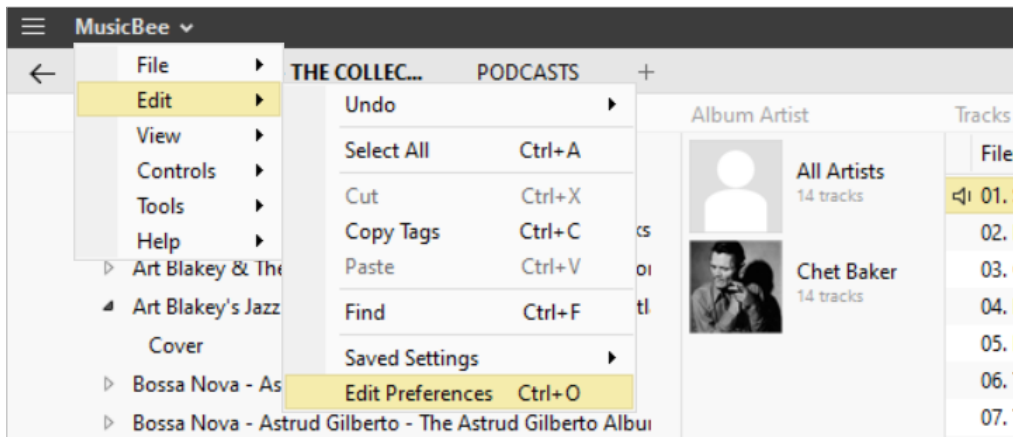 MusicBee
THE COLLEC...
PODCASTS
File
Edit
View
Controls
Tools
Help
Undo
Select All Ctrl+A
Cut Ctrl+X
Copy Tags Ctrl+C
Paste Ctrl+V
Find Ctrl+F
Saved Settings
Edit Preferences Ctrl+O
Art Blakey & The
Art Blakey's Jazz
Cover
Bossa Nova - As
Bossa Nova - Astrud Gilberto - The Astrud Gilberto Albu
Album Artist
All Artists
14 tracks
Chet Baker
14 tracks
Tracks
File
01.
02.
03.
04.
05.
06.
07.